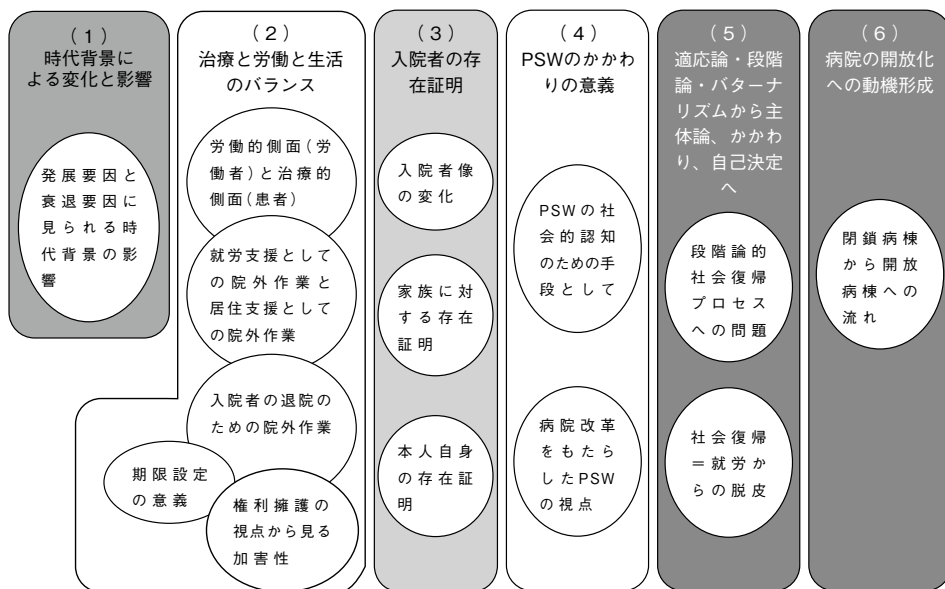 (1)
時代背景に
よる変化と影響
発展要因と
衰退要因に
見られる時
代背景の影
響
(2)
治療と労働と生活
のバランス
労働的側面(労
働者)と治療的
側面(患者)
就労支援として
の院外作業と
居住支援として
の院外作業
入院者の退院の
ための院外作業
期限設定
の意義
権利擁護の
視点から見る
加害性
(3)
入院者の存
在証明
入院者像
の変化
家族に対
する存在
証明
本人自身
の存在証
明
(4)
PSWのかかわ
りの意義
PSWの社
会的認知
のための手
段として
病院改革
をもたら
したPSW
の視点
(5)
適応論・段階
論・パターナ
リズムから主
体論、かかわ
り、自己決定
へ
段階論的
社会復帰
プロセス
への問題
社会復帰
=就労か
らの脱皮
(6)
病院の開放化
への動機形成
閉鎖病棟
から開放
病棟への
流れ